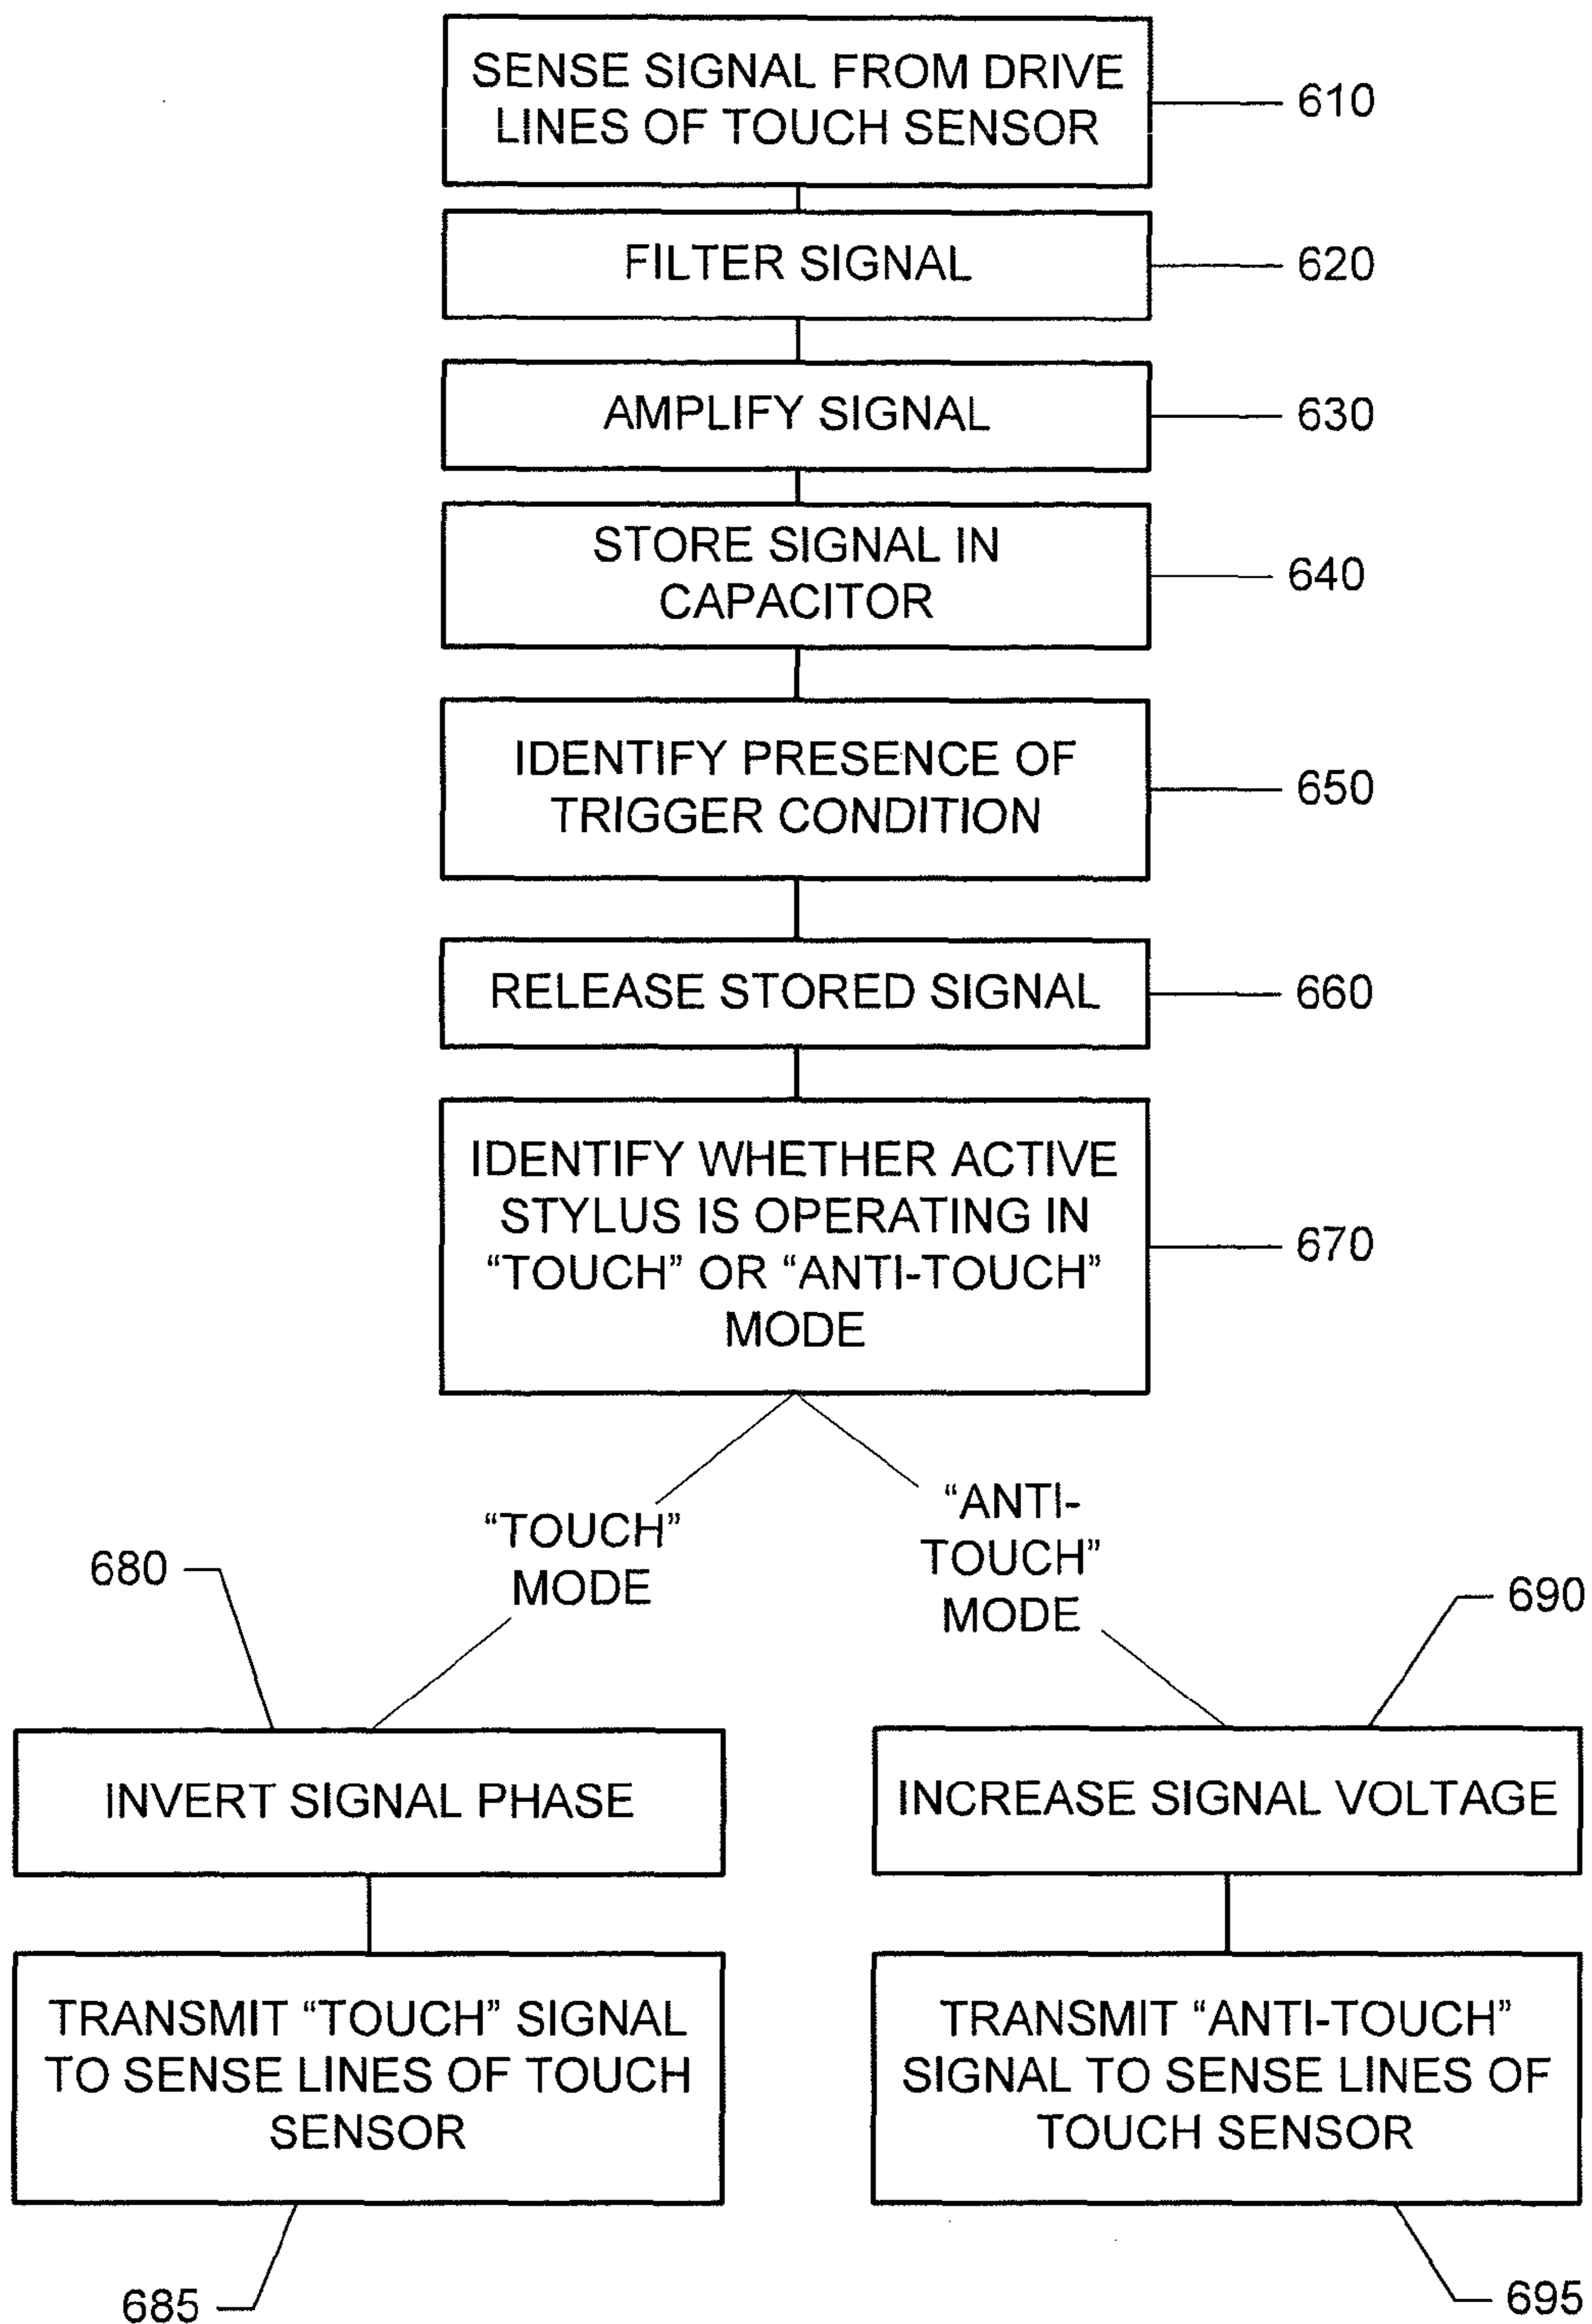 SENSE SIGNAL FROM DRIVE
LINES OF TOUCH SENSOR
610
FILTER SIGNAL
620
AMPLIFY SIGNAL
630
STORE SIGNAL IN
CAPACITOR
640
IDENTIFY PRESENCE OF
TRIGGER CONDITION
650
RELEASE STORED SIGNAL
660
IDENTIFY WHETHER ACTIVE
STYLUS IS OPERATING IN
“TOUCH” OR “ANTI-TOUCH”
MODE
670
“TOUCH”
MODE
“ANTI-
TOUCH”
MODE
680
690
INVERT SIGNAL PHASE
INCREASE SIGNAL VOLTAGE
TRANSMIT “TOUCH” SIGNAL
TO SENSE LINES OF TOUCH
SENSOR
TRANSMIT “ANTI-TOUCH”
SIGNAL TO SENSE LINES OF
TOUCH SENSOR
685
695